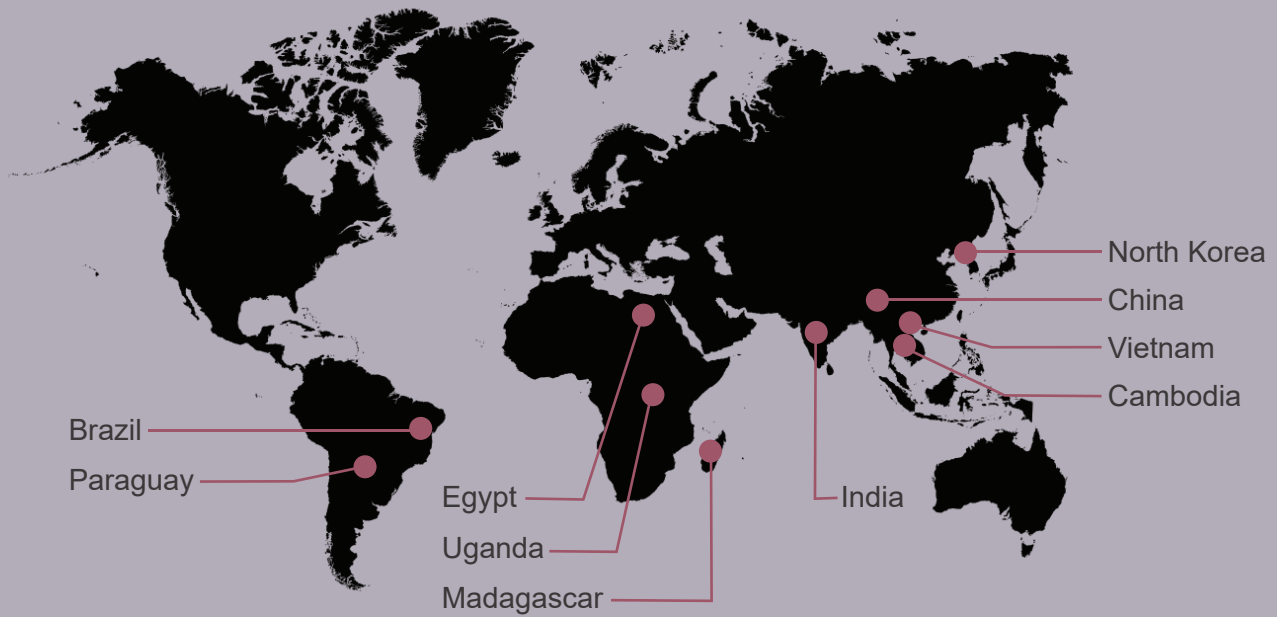 North Korea
China
Vietnam
Cambodia
Brazil
Paraguay
Egypt
India
Uganda
Madagascar